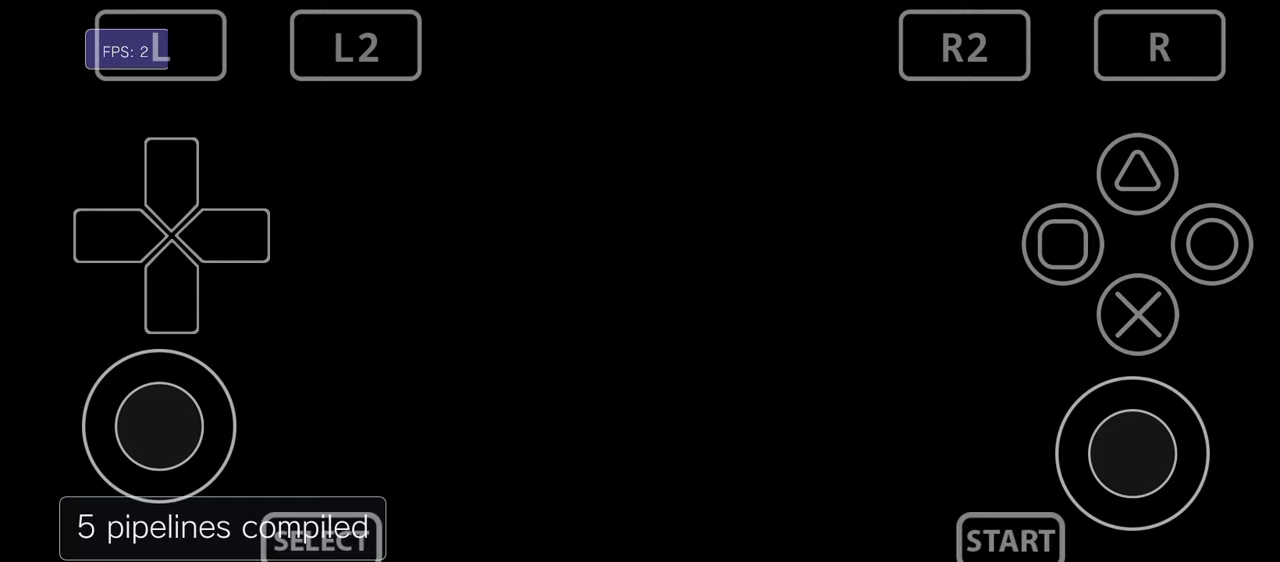 FPS: 2
L
L2
R2
R
5 pipelines compiled
SELECT
START